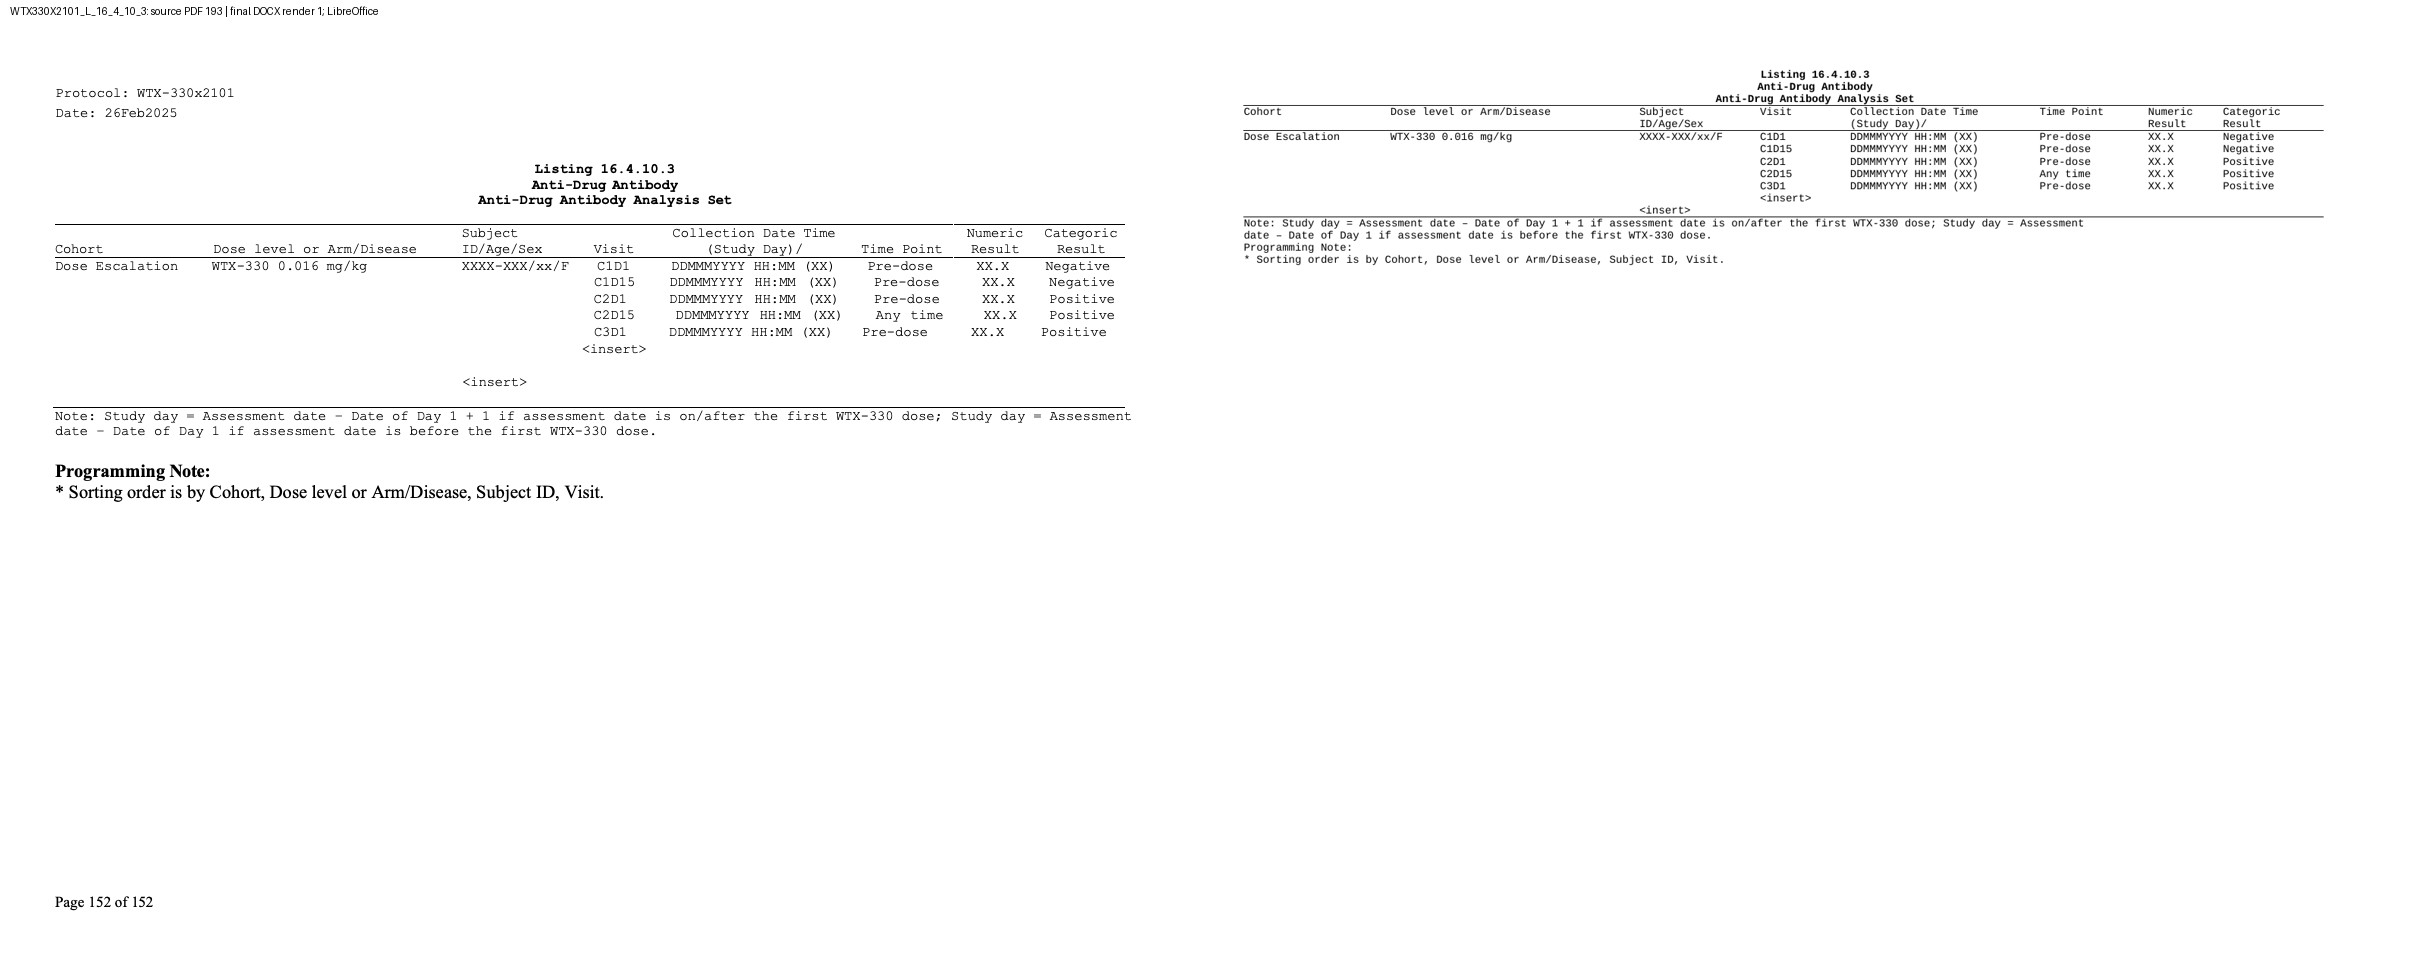 WTX330X2101_L_16_4_10_3: source PDF 193 | final DOCX render 1; LibreOffice
Protocol: WTX-330x2101
Date: 26Feb2025
Listing 16.4.10.3
Anti-Drug Antibody
Anti-Drug Antibody Analysis Set
Subject Collection Date Time Numeric Categoric
Cohort Dose level or Arm/Disease ID/Age/Sex Visit (Study Day)/ Time Point Result Result
Dose Escalation WTX-330 0.016 mg/kg XXXX-XXX/xx/F C1D1 DDMMMYYYY HH:MM (XX) Pre-dose XX.X Negative
C1D15 DDMMMYYYY HH:MM (XX) Pre-dose XX.X Negative
C2D1 DDMMMYYYY HH:MM (XX) Pre-dose XX.X Positive
C2D15 DDMMMYYYY HH:MM (XX) Any time XX.X Positive
C3D1 DDMMMYYYY HH:MM (XX) Pre-dose XX.X Positive
<insert>
<insert>
Note: Study day = Assessment date – Date of Day 1 + 1 if assessment date is on/after the first WTX-330 dose; Study day = Assessment
date – Date of Day 1 if assessment date is before the first WTX-330 dose.
Programming Note:
* Sorting order is by Cohort, Dose level or Arm/Disease, Subject ID, Visit.
Page 152 of 152
Listing 16.4.10.3
Anti-Drug Antibody
Anti-Drug Antibody Analysis Set
Cohort Dose level or Arm/Disease Subject Visit Collection Date Time Time Point Numeric Categoric
ID/Age/Sex (Study Day)/ Result Result
Dose Escalation WTX-330 0.016 mg/kg XXXX-XXX/xx/F C1D1 DDMMMYYYY HH:MM (XX) Pre-dose XX.X Negative
C1D15 DDMMMYYYY HH:MM (XX) Pre-dose XX.X Negative
C2D1 DDMMMYYYY HH:MM (XX) Pre-dose XX.X Positive
C2D15 DDMMMYYYY HH:MM (XX) Any time XX.X Positive
C3D1 DDMMMYYYY HH:MM (XX) Pre-dose XX.X Positive
<insert>
<insert>
Note: Study day = Assessment date – Date of Day 1 + 1 if assessment date is on/after the first WTX-330 dose; Study day = Assessment
date – Date of Day 1 if assessment date is before the first WTX-330 dose.
Programming Note:
* Sorting order is by Cohort, Dose level or Arm/Disease, Subject ID, Visit.